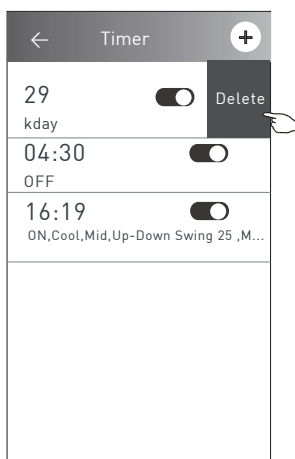 Timer
29
Delete
kday
04:30
OFF
16:19
ON,Cool,Mid,Up-Down Swing 25 ,M...